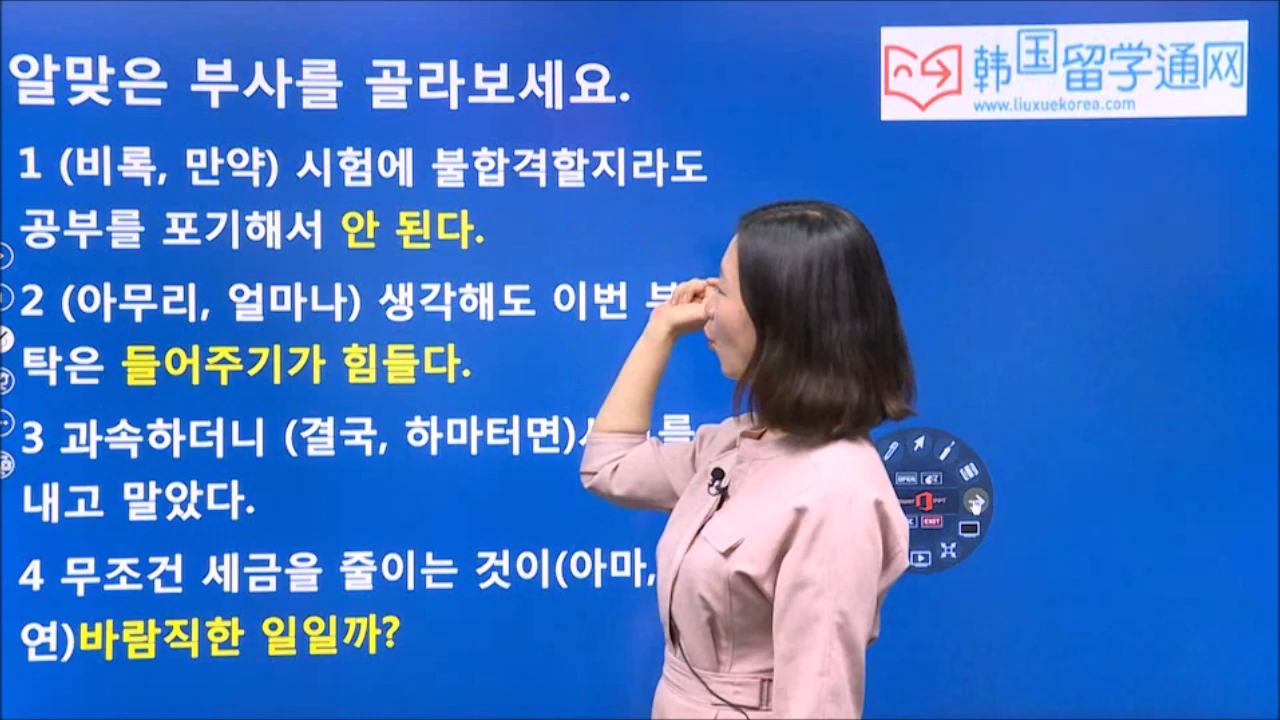 알맞은 부사를 골라보세요.
韩国留学通网
www.liuxuekorea.com
1 (비록, 만약) 시험에 불합격할지라도
공부를 포기해서 안 된다.
2 (아무리, 얼마나) 생각해도 이번
탁은 들어주기가 힘들다.
3 과속하더니 (결국, 하마터면) 를
내고 말았다.
4 무조건 세금을 줄이는 것이(아마,
연)바람직한 일일까?
OPEN
PPT
EXIT